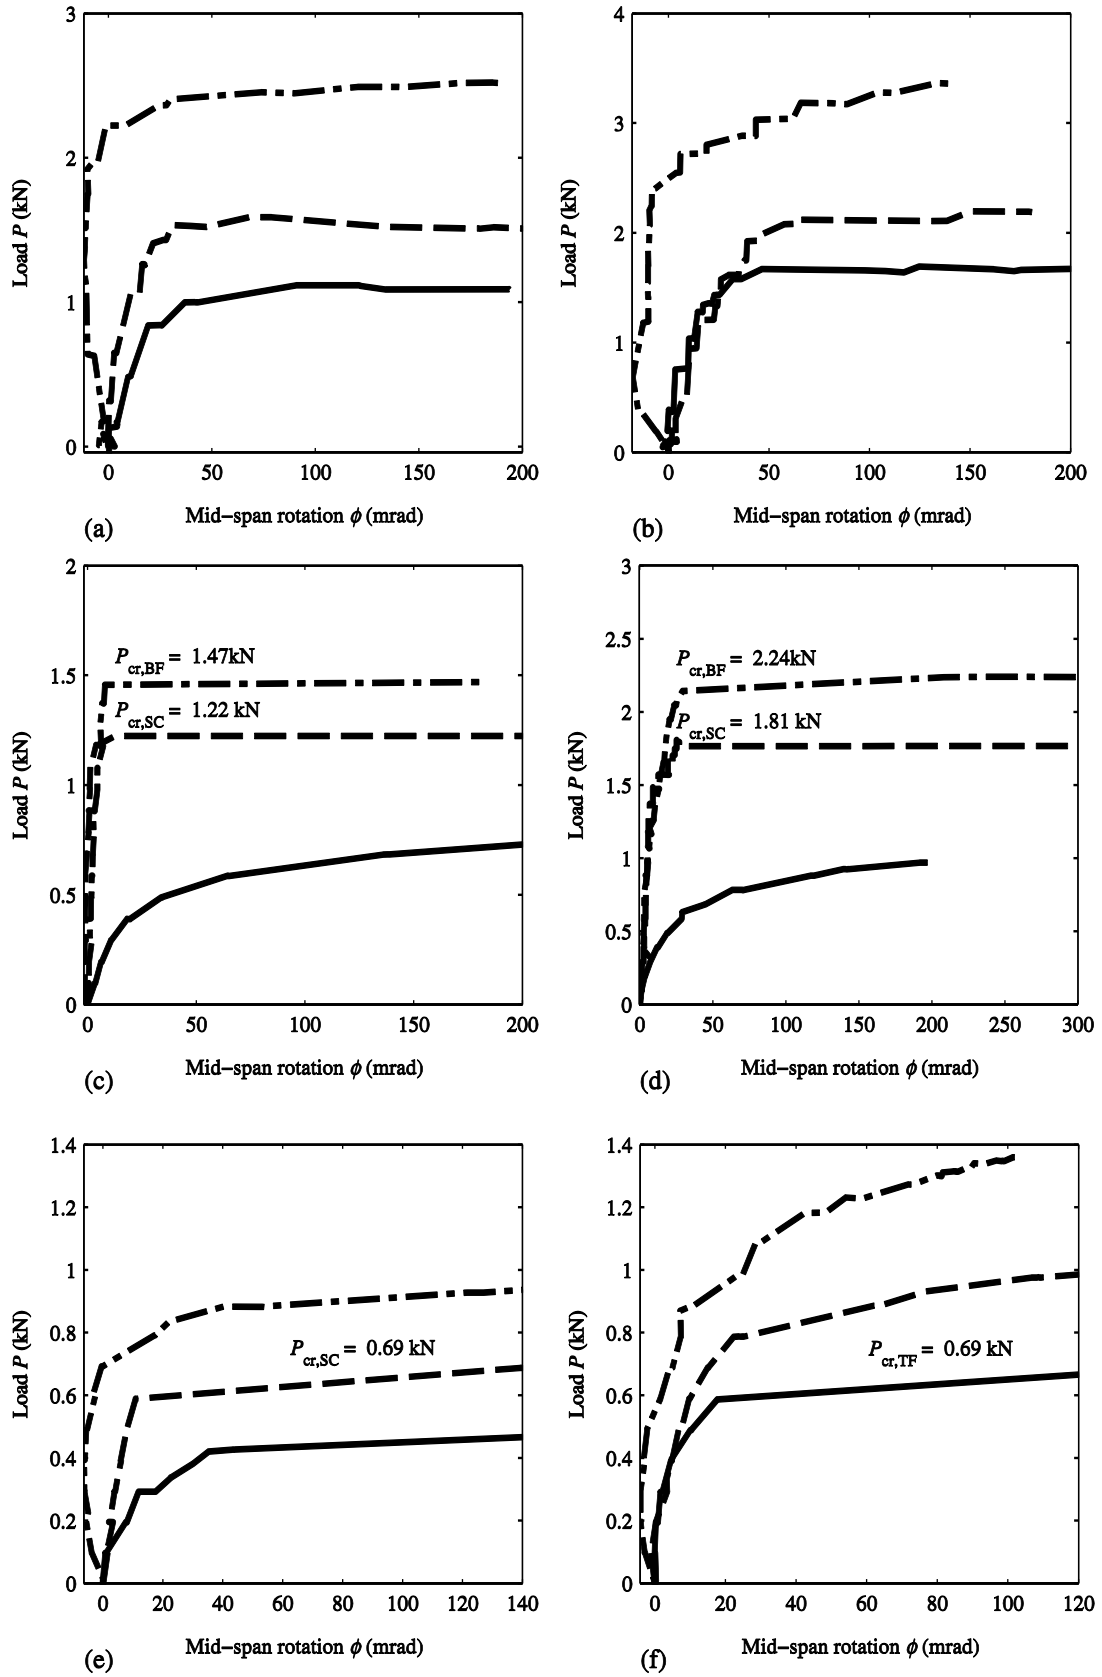 3
2
1
0
Load P (kN)
0 50 100 150 200
Mid−span rotation ϕ (mrad)
(a)
4
3
2
1
0
Load P (kN)
0 50 100 150 200
Mid−span rotation ϕ (mrad)
(b)
2
1.5
1
0.5
0
Load P (kN)
P cr,BF = 1.47kN
P cr,SC = 1.22 kN
0 50 100 150 200
Mid−span rotation ϕ (mrad)
(c)
3
2.5
2
1.5
1
0.5
0
Load P (kN)
P cr,BF = 2.24kN
P cr,SC = 1.81 kN
0 50 100 150 200 250 300
Mid−span rotation ϕ (mrad)
(d)
1.4
1.2
1
0.8
0.6
0.4
0.2
0
Load P (kN)
P cr,SC = 0.69 kN
0 20 40 60 80 100 120 140
Mid−span rotation ϕ (mrad)
(e)
1.4
1.2
1
0.8
0.6
0.4
0.2
0
Load P (kN)
P cr,TF = 0.69 kN
0 20 40 60 80 100 120
Mid−span rotation ϕ (mrad)
(f)